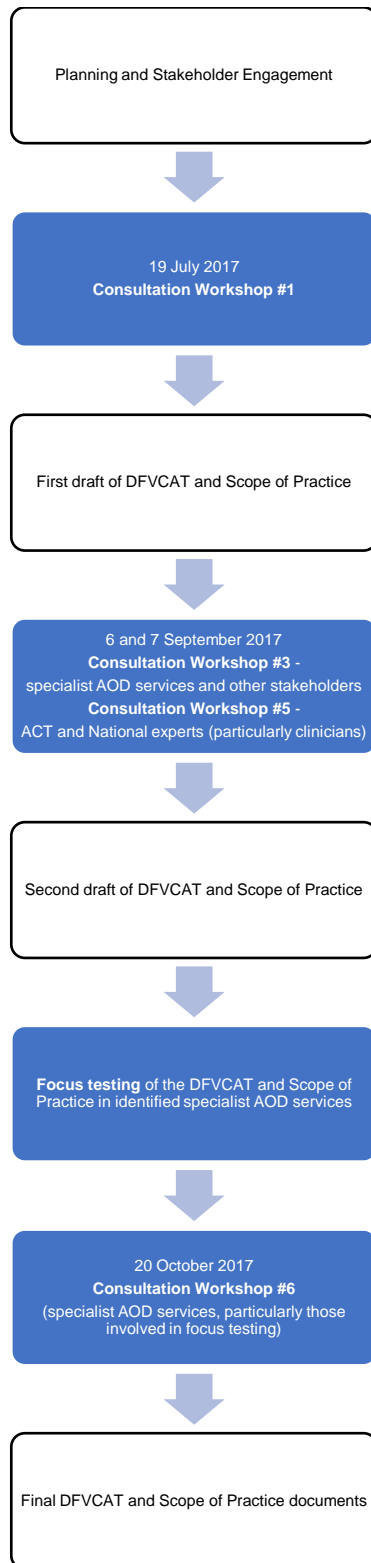 Planning and Stakeholder Engagement
19 July 2017
Consultation Workshop #1
First draft of DFVCAT and Scope of Practice
6 and 7 September 2017
Consultation Workshop #3 -
specialist AOD services and other stakeholders
Consultation Workshop #5 -
ACT and National experts (particularly clinicians)
Second draft of DFVCAT and Scope of Practice
Focus testing of the DFVCAT and Scope of
Practice in identified specialist AOD services
20 October 2017
Consultation Workshop #6
(specialist AOD services, particularly those
involved in focus testing)
Final DFVCAT and Scope of Practice documents